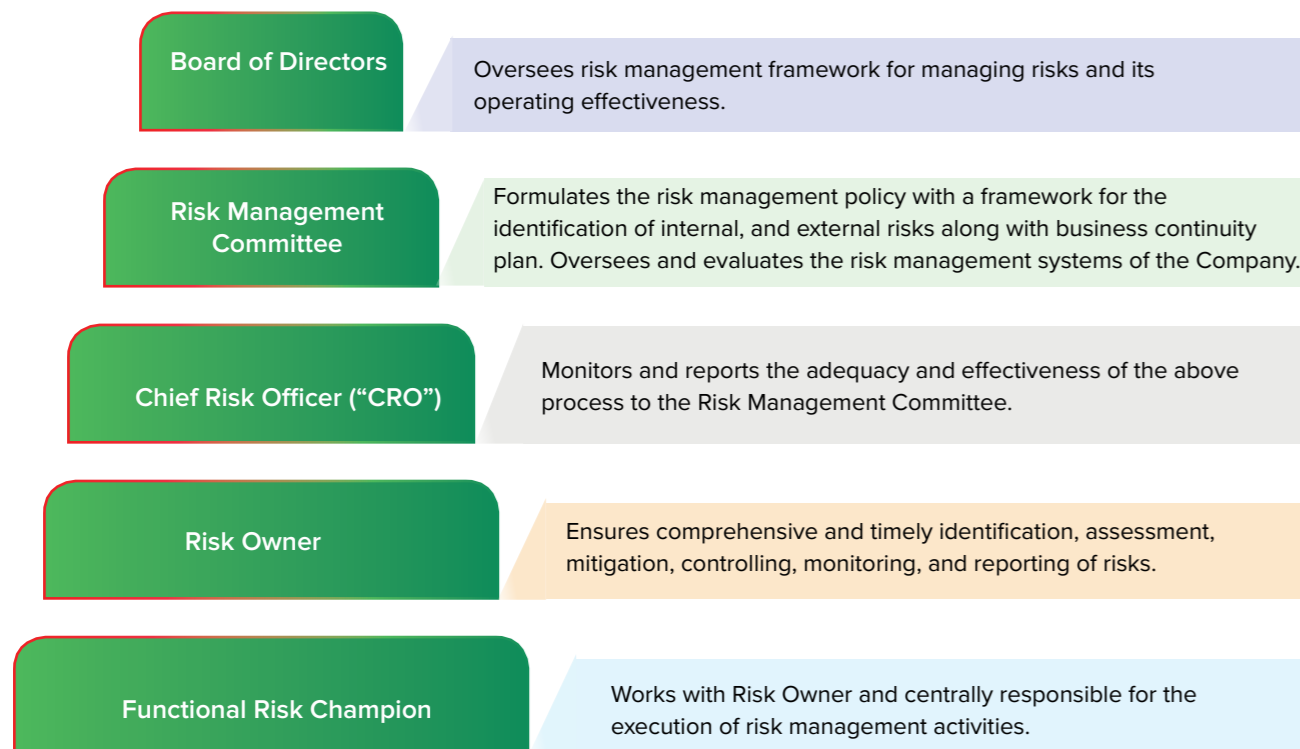 Board of Directors
Oversees risk management framework for managing risks and its
operating effectiveness.
Risk Management
Committee
Formulates the risk management policy with a framework for the
identification of internal, and external risks along with business continuity
plan. Oversees and evaluates the risk management systems of the Company.
Chief Risk Officer (“CRO”)
Monitors and reports the adequacy and effectiveness of the above
process to the Risk Management Committee.
Risk Owner
Ensures comprehensive and timely identification, assessment,
mitigation, controlling, monitoring, and reporting of risks.
Functional Risk Champion
Works with Risk Owner and centrally responsible for the
execution of risk management activities.